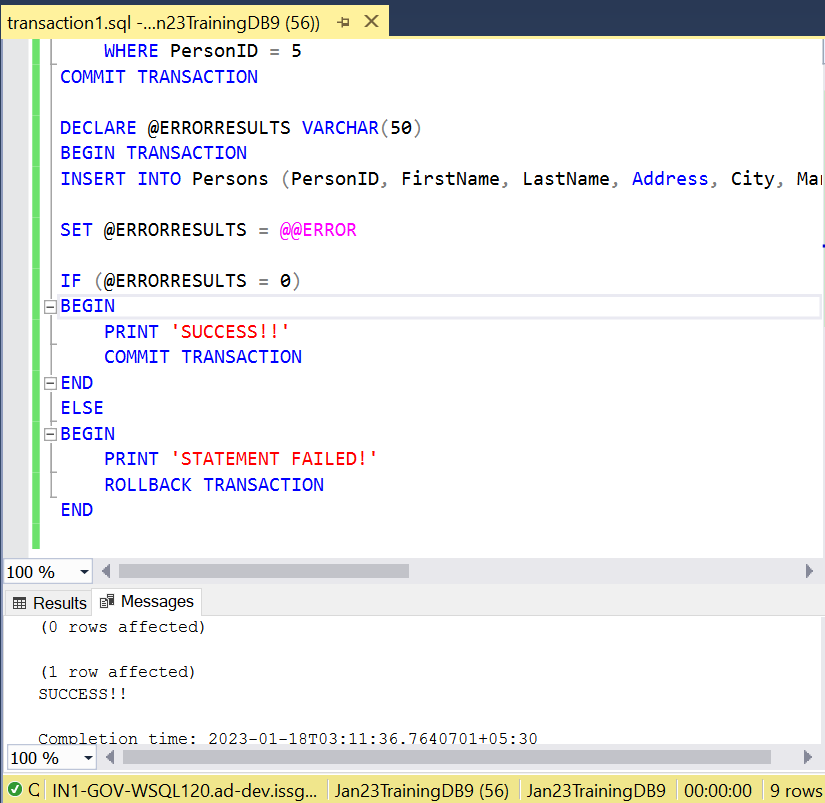 transaction1.sql -...n23TrainingDB9 (56))
WHERE PersonID = 5
COMMIT TRANSACTION
DECLARE @ERRORRESULTS VARCHAR(50)
BEGIN TRANSACTION
INSERT INTO Persons (PersonID, FirstName, LastName, Address, City, Mar
SET @ERRORRESULTS = @@ERROR
IF (@ERRORRESULTS = 0)
BEGIN
PRINT 'SUCCESS!!'
COMMIT TRANSACTION
END
ELSE
BEGIN
PRINT 'STATEMENT FAILED!'
ROLLBACK TRANSACTION
END
100 %
Results Messages
(0 rows affected)
(1 row affected)
SUCCESS!!
Completion time: 2023-01-18T03:11:36.7640701+05:30
100 %
IN1-GOV-WSQL120.ad-dev.issg... Jan23TrainingDB9 (56) Jan23TrainingDB9 00:00:00 9 rows